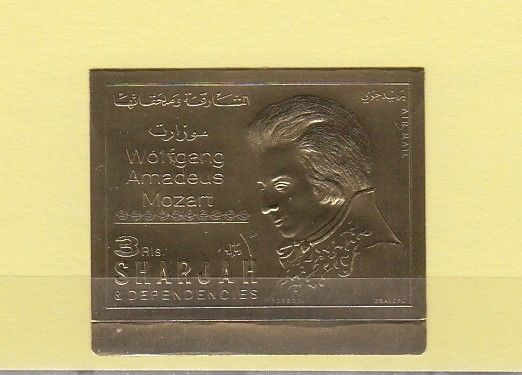 الشارقة وملحقاتها
بريد جوي
AIR MAIL
موزارت
Wolfgang
Amadeus
Mozart
3 Rls. ٣ ريال
SHARJAH
& DEPENDENCIES